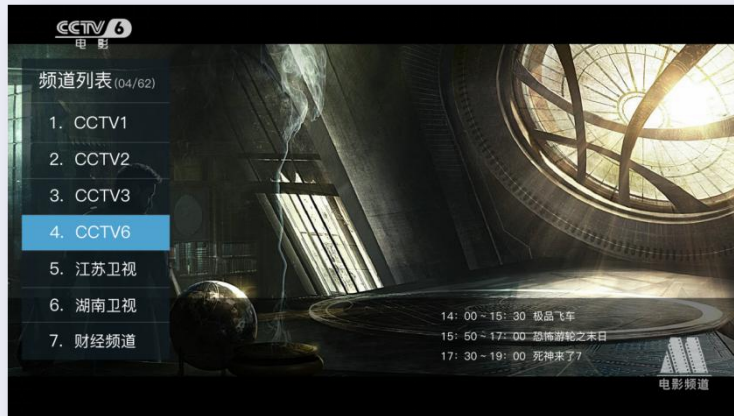 CCTV 6
电影
频道列表(04/62)
1. CCTV1
2. CCTV2
3. CCTV3
4. CCTV6
5. 江苏卫视
6. 湖南卫视
7. 财经频道
14：00～15：30 极品飞车
15：50～17：00 恐怖游轮之末日
17：30～19：00 死神来了7
电影频道